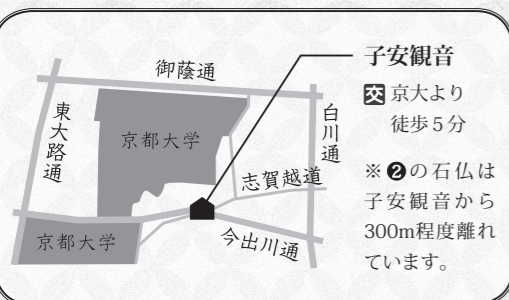 子安観音
交 京大より
徒歩5分
※❷の石仏は
子安観音から
300m程度離れ
ています。
御蔭通
東大路通
京都大学
白川通
志賀越道
京都大学
今出川通